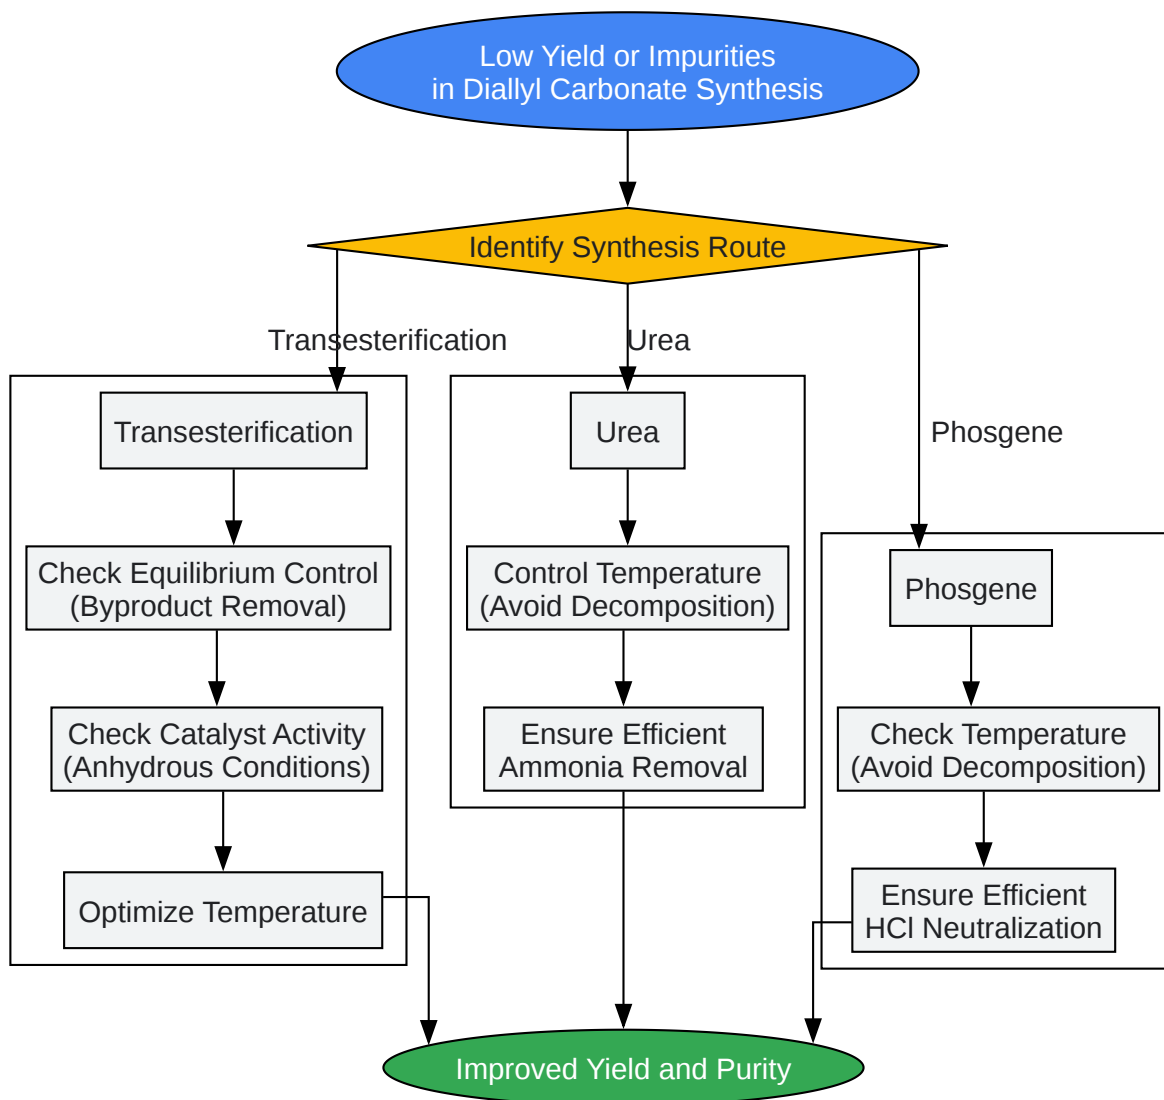 Low Yield or Impurities
in Diallyl Carbonate Synthesis
Identify Synthesis Route
Transesterification
Urea
Phosgene
Transesterification
Check Equilibrium Control
(Byproduct Removal)
Check Catalyst Activity
(Anhydrous Conditions)
Optimize Temperature
Urea
Control Temperature
(Avoid Decomposition)
Ensure Efficient
Ammonia Removal
Phosgene
Check Temperature
(Avoid Decomposition)
Ensure Efficient
HCl Neutralization
Improved Yield and Purity